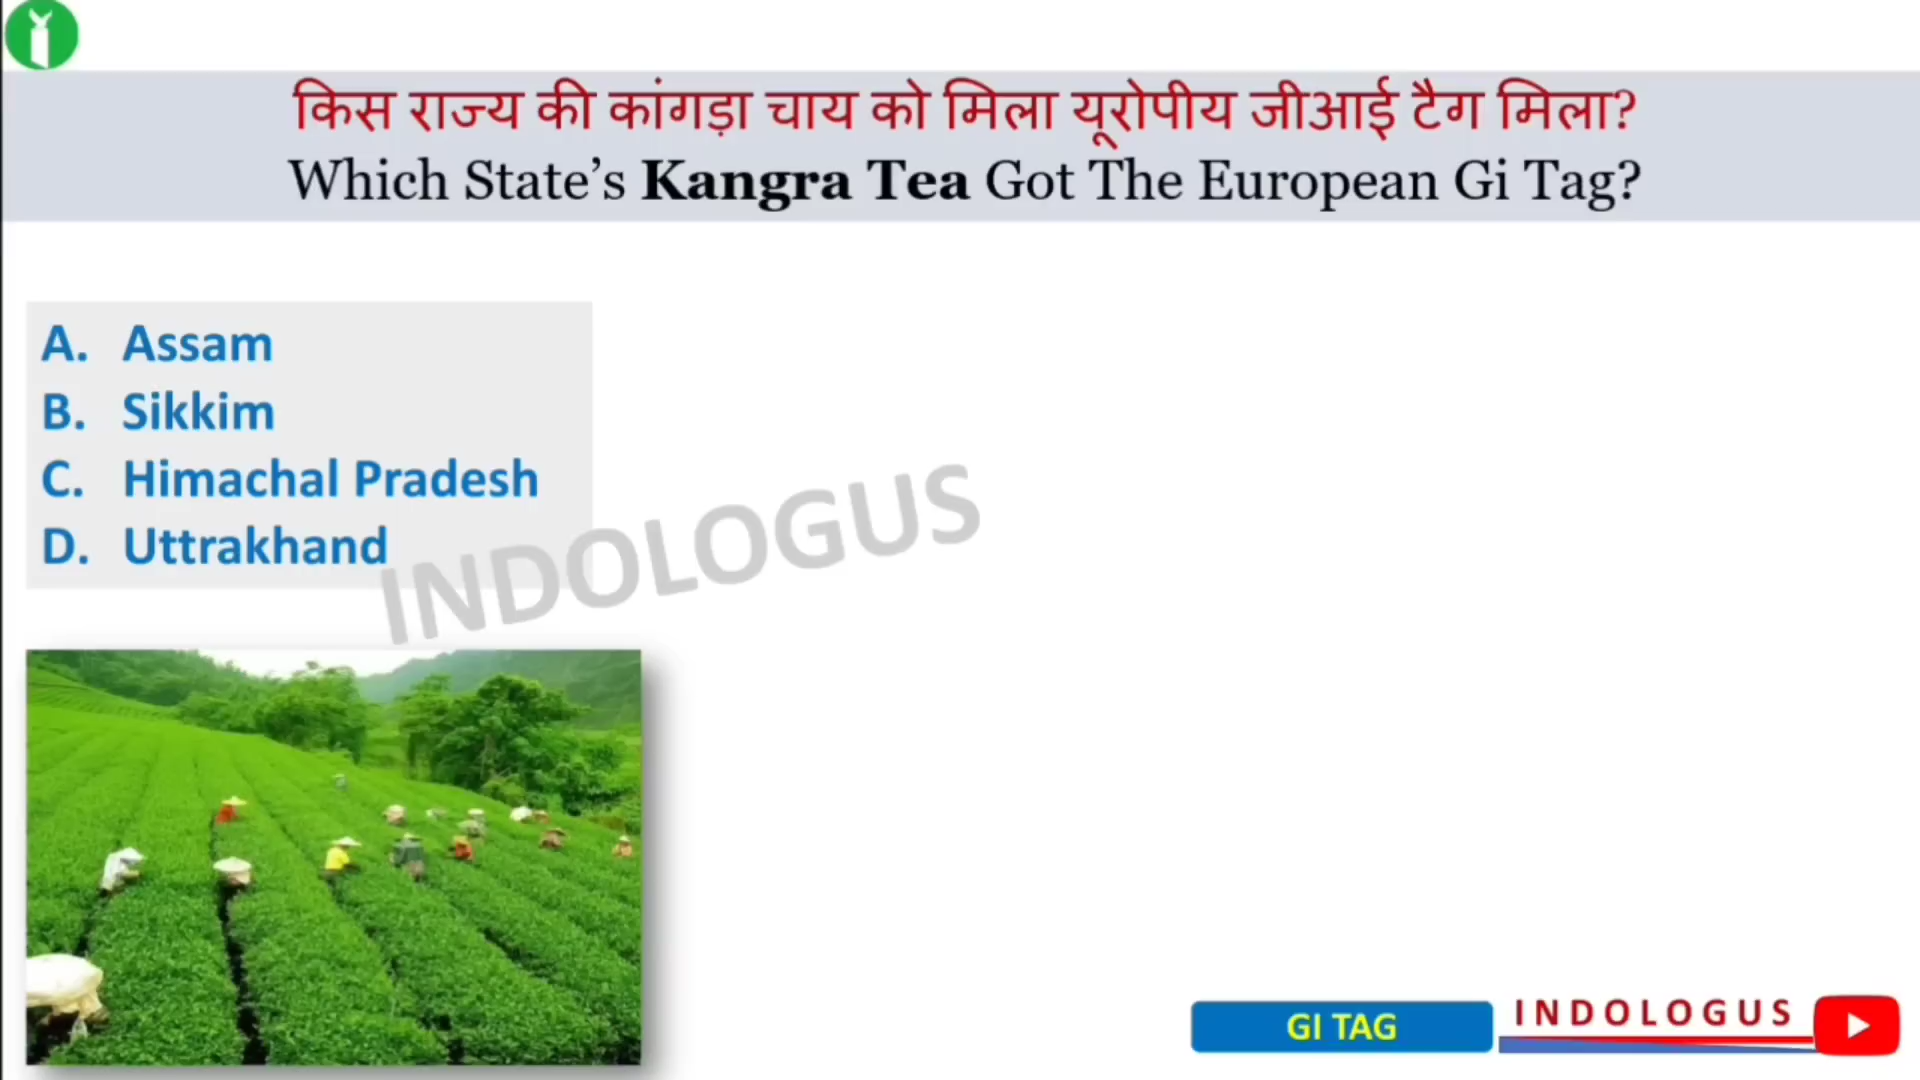 किस राज्य की कांगड़ा चाय को मिला यूरोपीय जीआई टैग मिला?
Which State’s Kangra Tea Got The European Gi Tag?
A. Assam
B. Sikkim
C. Himachal Pradesh
D. Uttrakhand
INDOLOGUS
GI TAG
INDOLOGUS